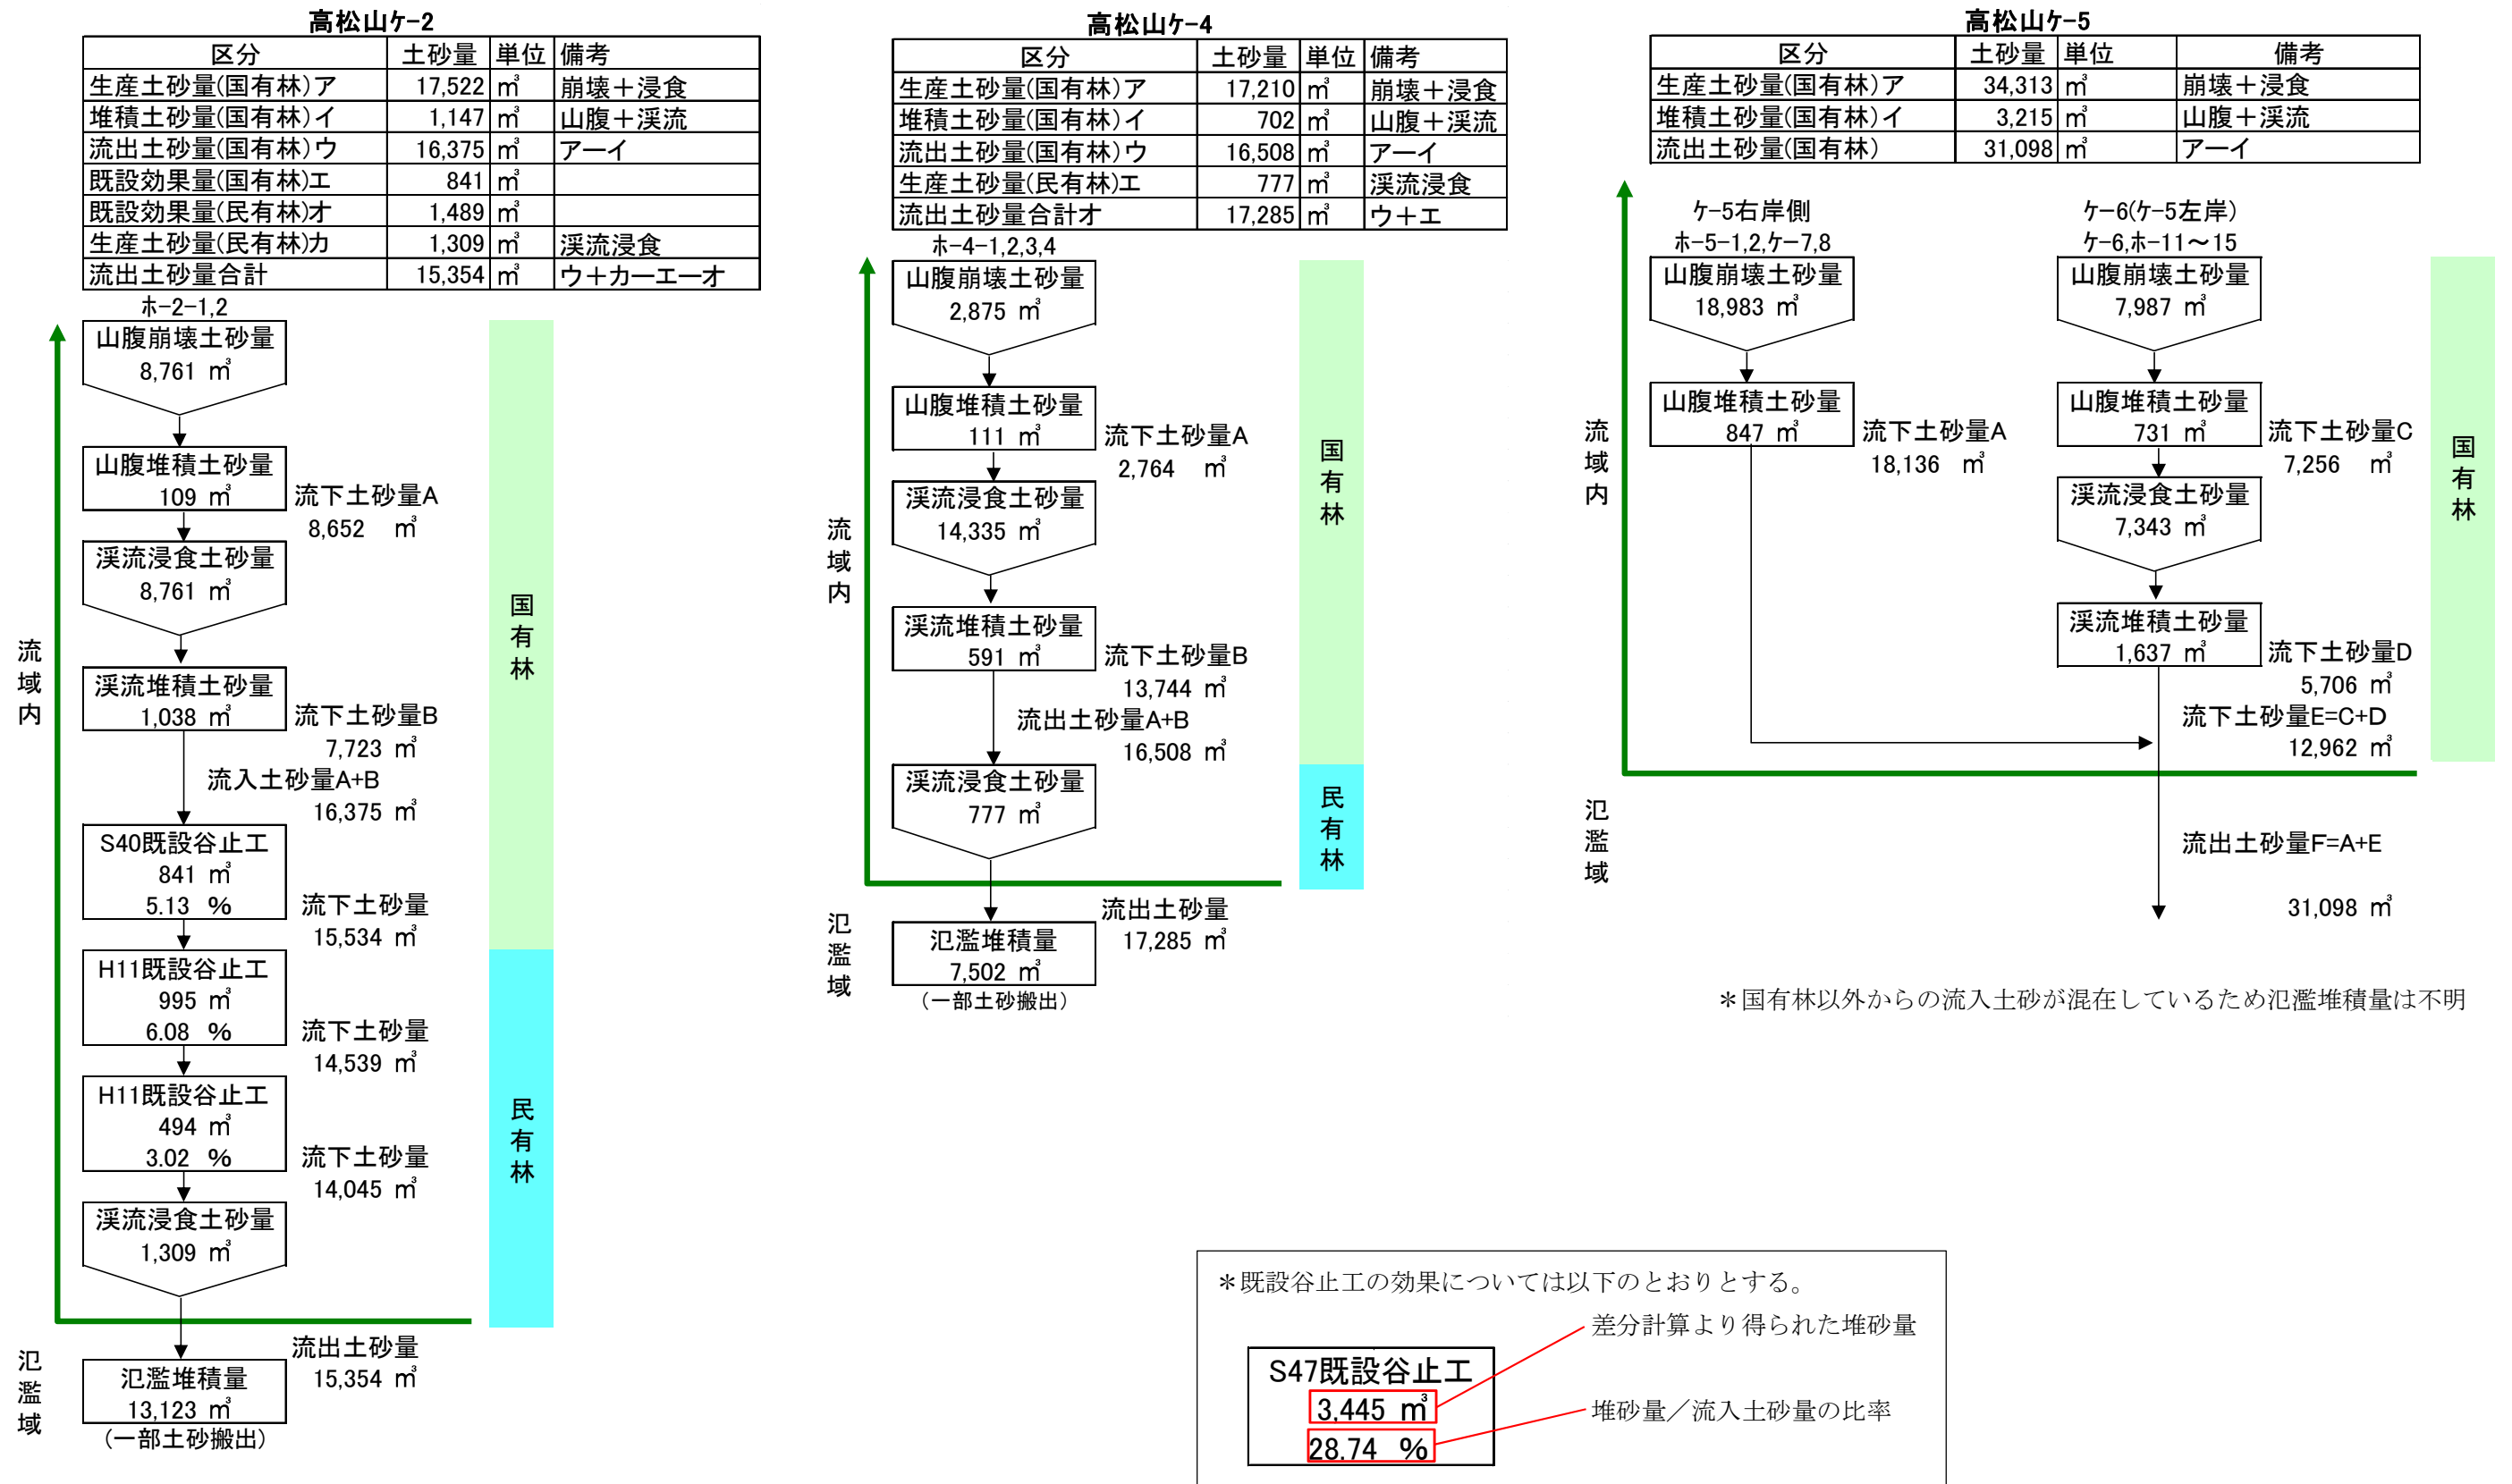 高松山ｹ-2
区分 土砂量 単位 備考
生産土砂量(国有林)ア 17,522 ㎥ 崩壊＋浸食
堆積土砂量(国有林)イ 1,147 ㎥ 山腹＋渓流
流出土砂量(国有林)ウ 16,375 ㎥ アーイ
既設効果量(国有林)エ 841 ㎥
既設効果量(民有林)オ 1,489 ㎥
生産土砂量(民有林)カ 1,309 ㎥ 渓流浸食
流出土砂量合計 15,354 ㎥ ウ＋カーエーオ
ホ-2-1,2
山腹崩壊土砂量
8,761 ㎥
山腹堆積土砂量
109 ㎥
流下土砂量A
8,652 ㎥
渓流浸食土砂量
8,761 ㎥
渓流堆積土砂量
1,038 ㎥
流下土砂量B
7,723 ㎥
流入土砂量A+B
16,375 ㎥
S40既設谷止工
841 ㎥
5.13 %
流下土砂量
15,534 ㎥
H11既設谷止工
995 ㎥
6.08 %
流下土砂量
14,539 ㎥
H11既設谷止工
494 ㎥
3.02 %
流下土砂量
14,045 ㎥
渓流浸食土砂量
1,309 ㎥
流出土砂量
15,354 ㎥
氾濫堆積量
13,123 ㎥
(一部土砂搬出)
流域内
氾濫域
国有林
民有林
高松山ｹ-4
区分 土砂量 単位 備考
生産土砂量(国有林)ア 17,210 ㎥ 崩壊＋浸食
堆積土砂量(国有林)イ 702 ㎥ 山腹＋渓流
流出土砂量(国有林)ウ 16,508 ㎥ アーイ
生産土砂量(民有林)エ 777 ㎥ 渓流浸食
流出土砂量合計オ 17,285 ㎥ ウ＋エ
ホ-4-1,2,3,4
山腹崩壊土砂量
2,875 ㎥
山腹堆積土砂量
111 ㎥
流下土砂量A
2,764 ㎥
渓流浸食土砂量
14,335 ㎥
渓流堆積土砂量
591 ㎥
流下土砂量B
13,744 ㎥
流出土砂量A+B
16,508 ㎥
渓流浸食土砂量
777 ㎥
流出土砂量
17,285 ㎥
氾濫堆積量
7,502 ㎥
(一部土砂搬出)
流域内
氾濫域
国有林
民有林
高松山ｹ-5
区分 土砂量 単位 備考
生産土砂量(国有林)ア 34,313 ㎥ 崩壊＋浸食
堆積土砂量(国有林)イ 3,215 ㎥ 山腹＋渓流
流出土砂量(国有林) 31,098 ㎥ アーイ
ｹ-5右岸側
ホ-5-1,2,ｹ-7,8
山腹崩壊土砂量
18,983 ㎥
山腹堆積土砂量
847 ㎥
流下土砂量A
18,136 ㎥
ｹ-6(ｹ-5左岸)
ｹ-6,ホ-11～15
山腹崩壊土砂量
7,987 ㎥
山腹堆積土砂量
731 ㎥
流下土砂量C
7,256 ㎥
渓流浸食土砂量
7,343 ㎥
渓流堆積土砂量
1,637 ㎥
流下土砂量D
5,706 ㎥
流下土砂量E=C+D
12,962 ㎥
流出土砂量F=A+E
31,098 ㎥
流域内
氾濫域
国有林
＊国有林以外からの流入土砂が混在しているため氾濫堆積量は不明
＊既設谷止工の効果については以下のとおりとする。
差分計算より得られた堆砂量
S47既設谷止工
3,445 ㎥
堆砂量／流入土砂量の比率
28.74 %